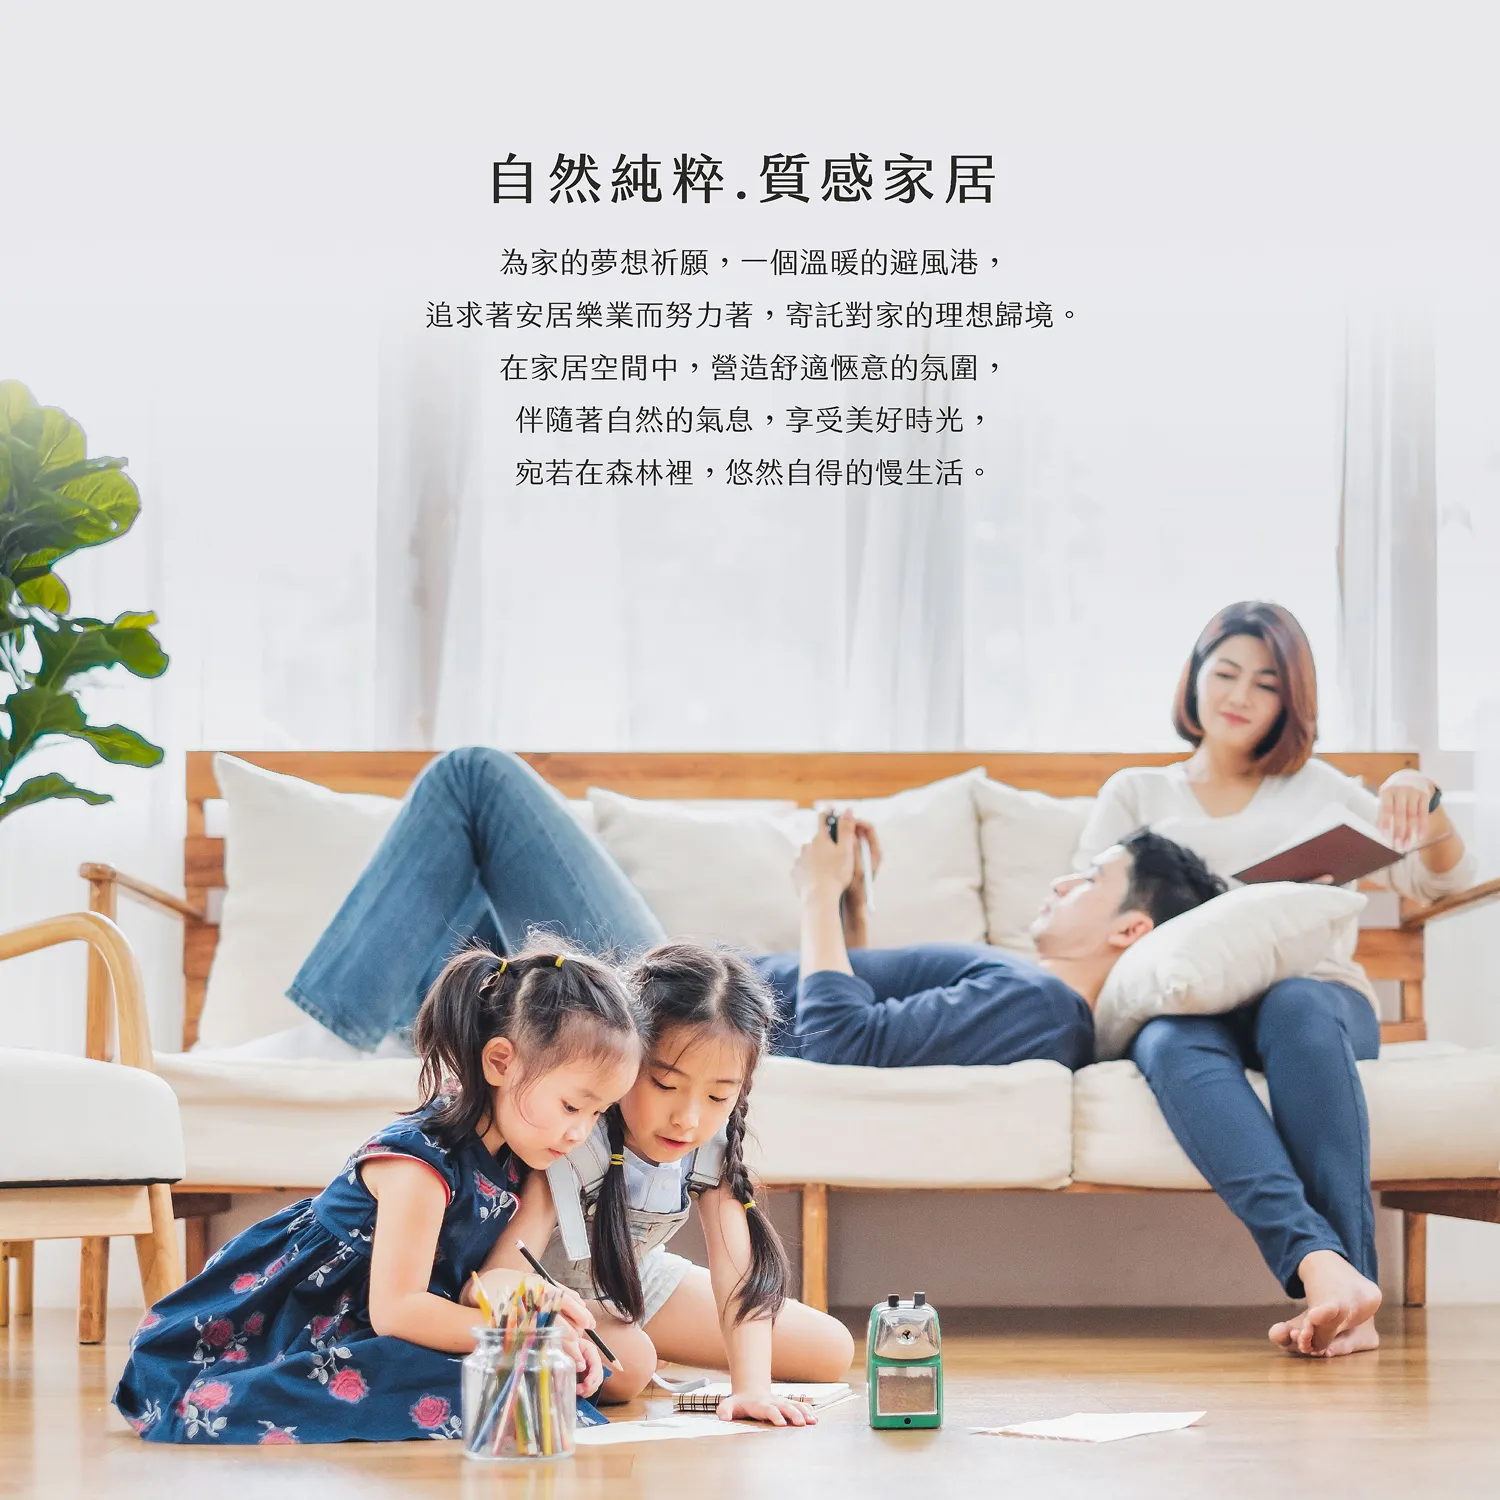 自然純粹.質感家居
為家的夢想祈願，一個溫暖的避風港，
追求著安居樂業而努力著，寄託對家的理想歸境。
在家居空間中，營造舒適愜意的氛圍，
伴隨著自然的氣息，享受美好時光，
宛若在森林裡，悠然自得的慢生活。